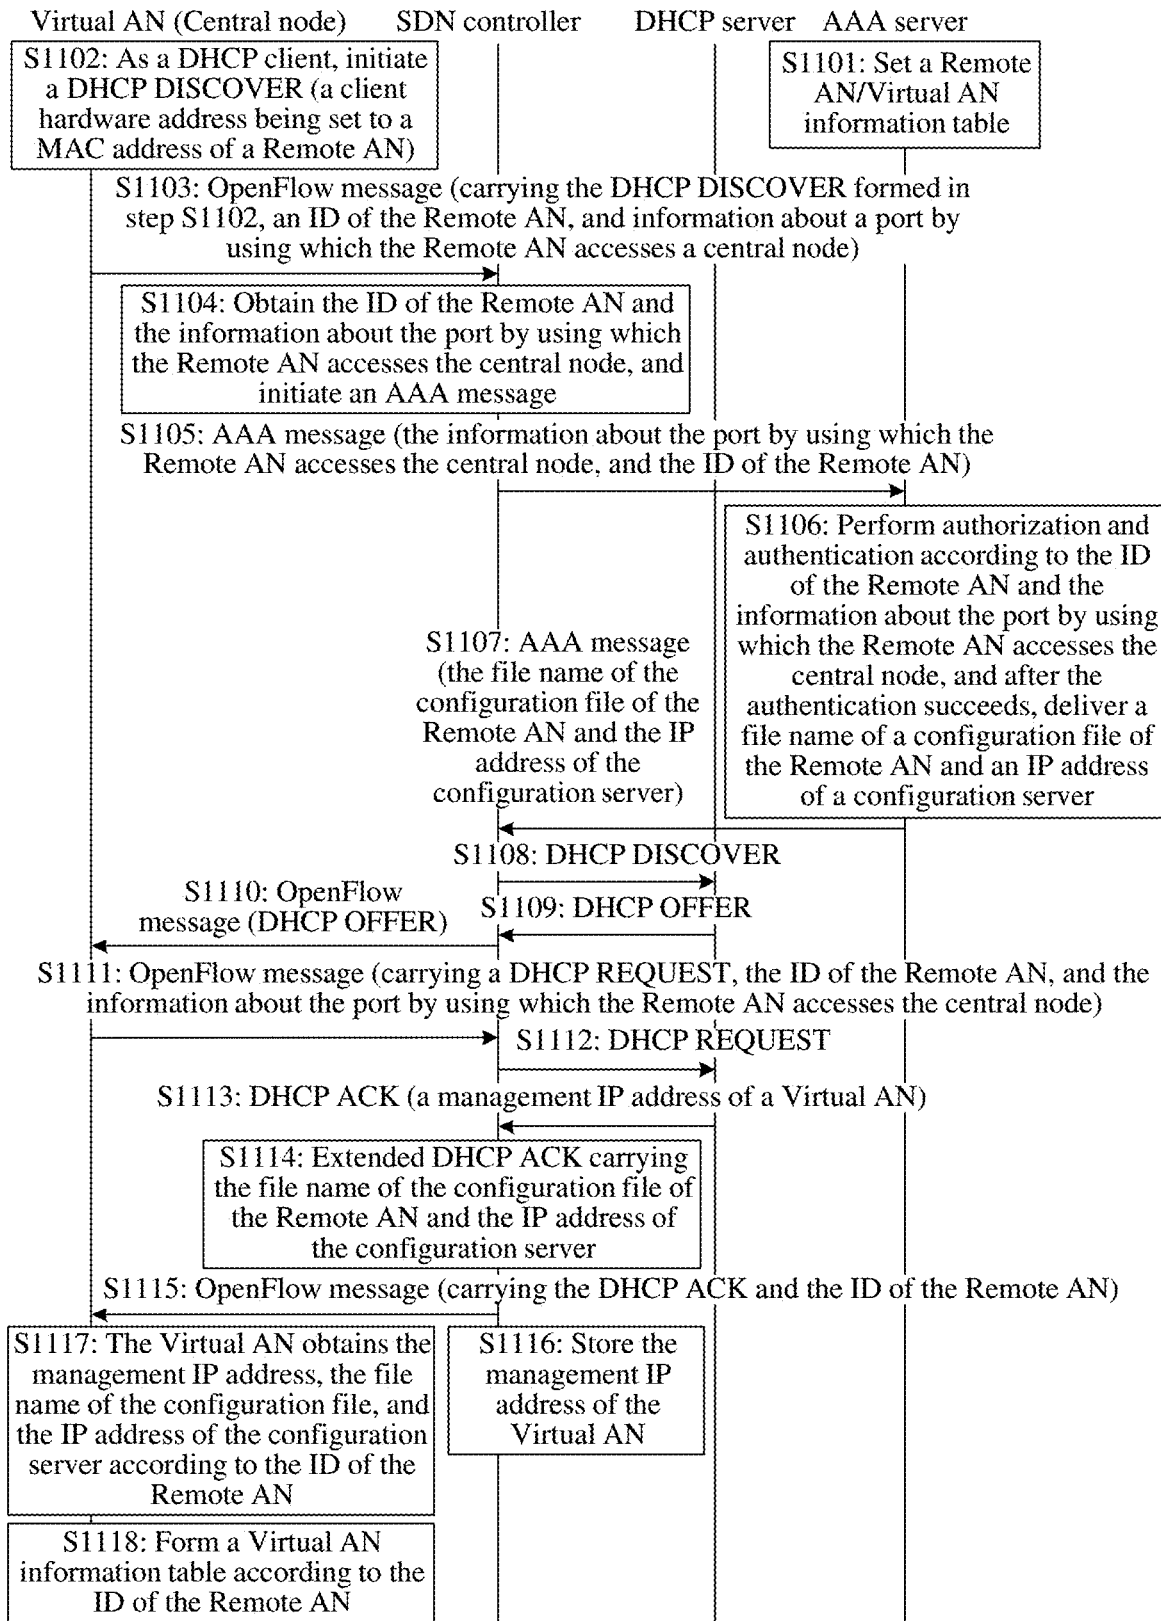 Virtual AN (Central node)
SDN controller
DHCP server
AAA server
S1102: As a DHCP client, initiate
a DHCP DISCOVER (a client
hardware address being set to a
MAC address of a Remote AN)
S1101: Set a Remote
AN/Virtual AN
information table
S1103: OpenFlow message (carrying the DHCP DISCOVER formed in
step S1102, an ID of the Remote AN, and information about a port by
using which the Remote AN accesses a central node)
S1104: Obtain the ID of the Remote AN and
the information about the port by using which
the Remote AN accesses the central node, and
initiate an AAA message
S1105: AAA message (the information about the port by using which the
Remote AN accesses the central node, and the ID of the Remote AN)
S1106: Perform authorization and
authentication according to the ID
of the Remote AN and the
information about the port by using
which the Remote AN accesses the
central node, and after the
authentication succeeds, deliver a
file name of a configuration file of
the Remote AN and an IP address
of a configuration server
S1107: AAA message
(the file name of the
configuration file of the
Remote AN and the IP
address of the
configuration server)
S1108: DHCP DISCOVER
S1109: DHCP OFFER
S1110: OpenFlow
message (DHCP OFFER)
S1111: OpenFlow message (carrying a DHCP REQUEST, the ID of the Remote AN, and the
information about the port by using which the Remote AN accesses the central node)
S1112: DHCP REQUEST
S1113: DHCP ACK (a management IP address of a Virtual AN)
S1114: Extended DHCP ACK carrying
the file name of the configuration file of
the Remote AN and the IP address of
the configuration server
S1115: OpenFlow message (carrying the DHCP ACK and the ID of the Remote AN)
S1117: The Virtual AN obtains the
management IP address, the file
name of the configuration file, and
the IP address of the configuration
server according to the ID of the
Remote AN
S1116: Store the
management IP
address of the
Virtual AN
S1118: Form a Virtual AN
information table according to the
ID of the Remote AN